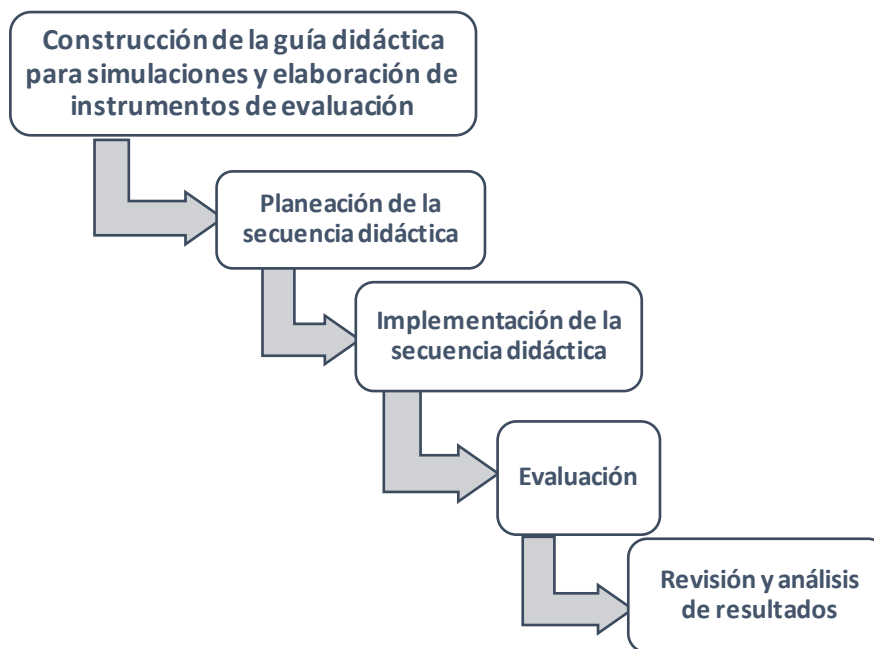 Construcción de la guía didáctica
para simulaciones y elaboración de
instrumentos de evaluación
Planeación de la
secuencia didáctica
Implementación de la
secuencia didáctica
Evaluación
Revisión y análisis
de resultados